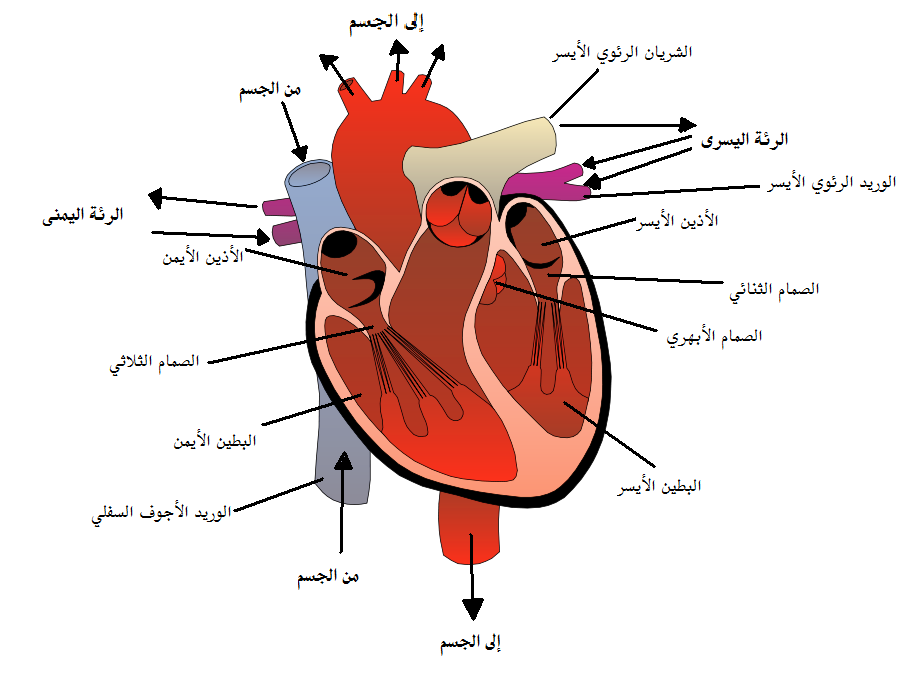 إلى الجسم
الشريان الرئوي الأيسر
من الجسم
الرئة اليسرى
الوريد الرئوي الأيسر
الرئة اليمنى
الأذين الأيسر
الأذين الأيمن
الصمام الثنائي
الصمام الأبهري
الصمام الثلاثي
البطين الأيمن
البطين الأيسر
الوريد الأجوف السفلي
من الجسم
إلى الجسم